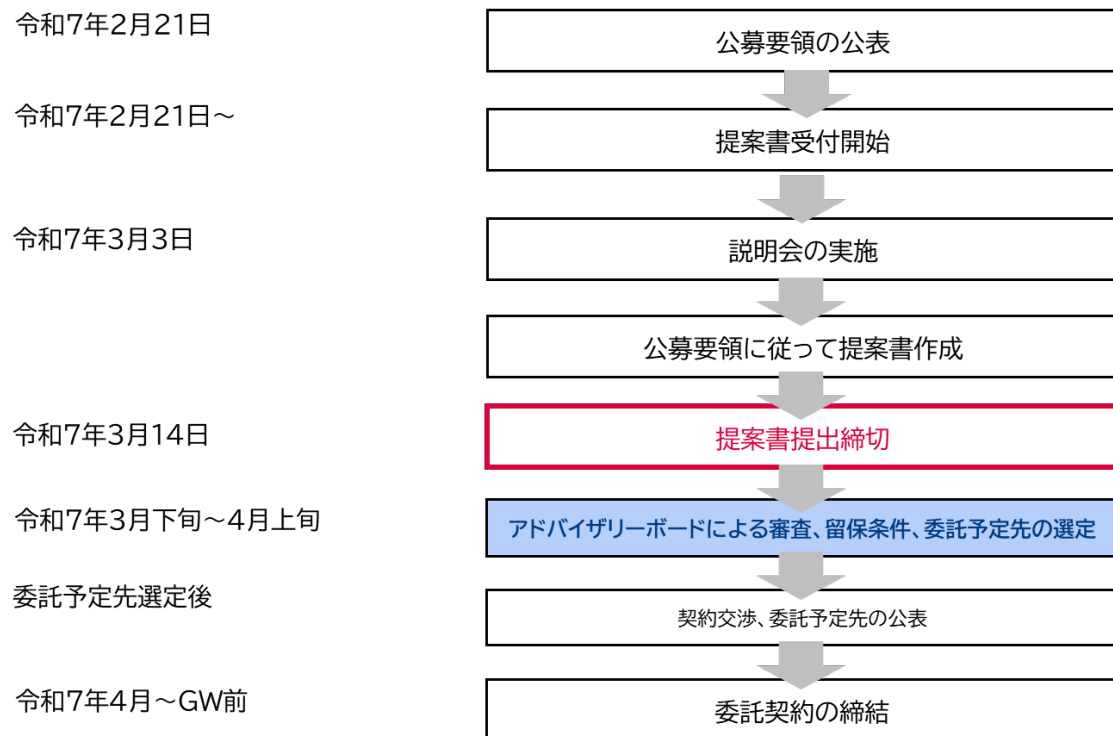 令和7年2月21日
公募要領の公表
令和7年2月21日～
提案書受付開始
令和7年3月3日
説明会の実施
公募要領に従って提案書作成
令和7年3月14日
提案書提出締切
令和7年3月下旬～4月上旬
アドバイザリーボードによる審査、留保条件、委託予定先の選定
委託予定先選定後
契約交渉、委託予定先の公表
令和7年4月～GW前
委託契約の締結